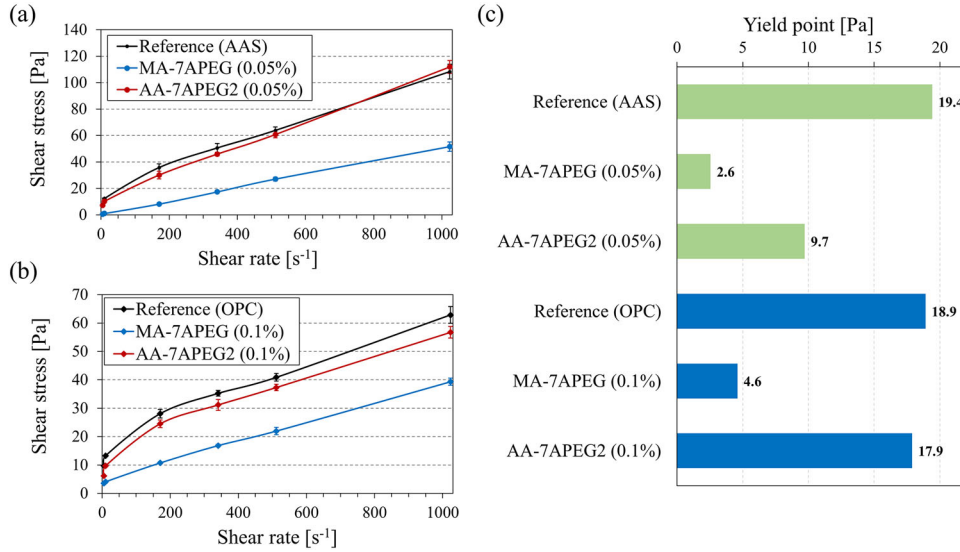 (a)
140
120
100
80
60
40
20
0
Shear stress [Pa]
Reference (AAS)
MA-7APEG (0.05%)
AA-7APEG2 (0.05%)
0 200 400 600 800 1000
Shear rate [s⁻¹]
(b)
70
60
50
40
30
20
10
0
Shear stress [Pa]
Reference (OPC)
MA-7APEG (0.1%)
AA-7APEG2 (0.1%)
0 200 400 600 800 1000
Shear rate [s⁻¹]
(c)
Yield point [Pa]
0 5 10 15 20
Reference (AAS) 19.4
MA-7APEG (0.05%) 2.6
AA-7APEG2 (0.05%) 9.7
Reference (OPC) 18.9
MA-7APEG (0.1%) 4.6
AA-7APEG2 (0.1%) 17.9